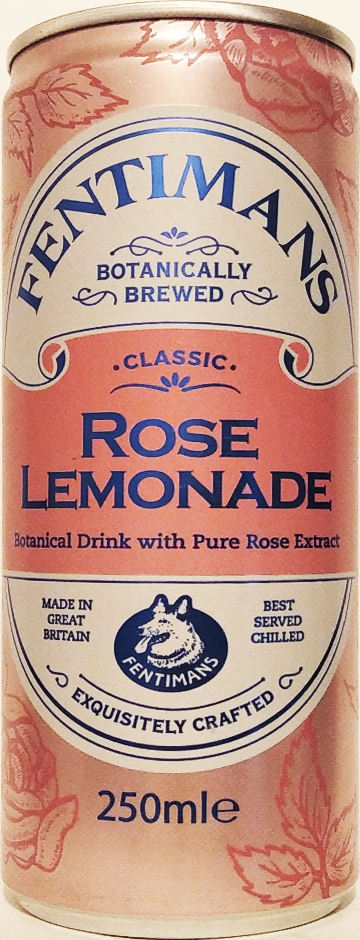 FENTIMANS
BOTANICALLY
BREWED
·CLASSIC·
ROSE
LEMONADE
Botanical Drink with Pure Rose Extract
MADE IN
GREAT
BRITAIN
FENTIMANS
BEST
SERVED
CHILLED
EXQUISITELY CRAFTED
250ml℮